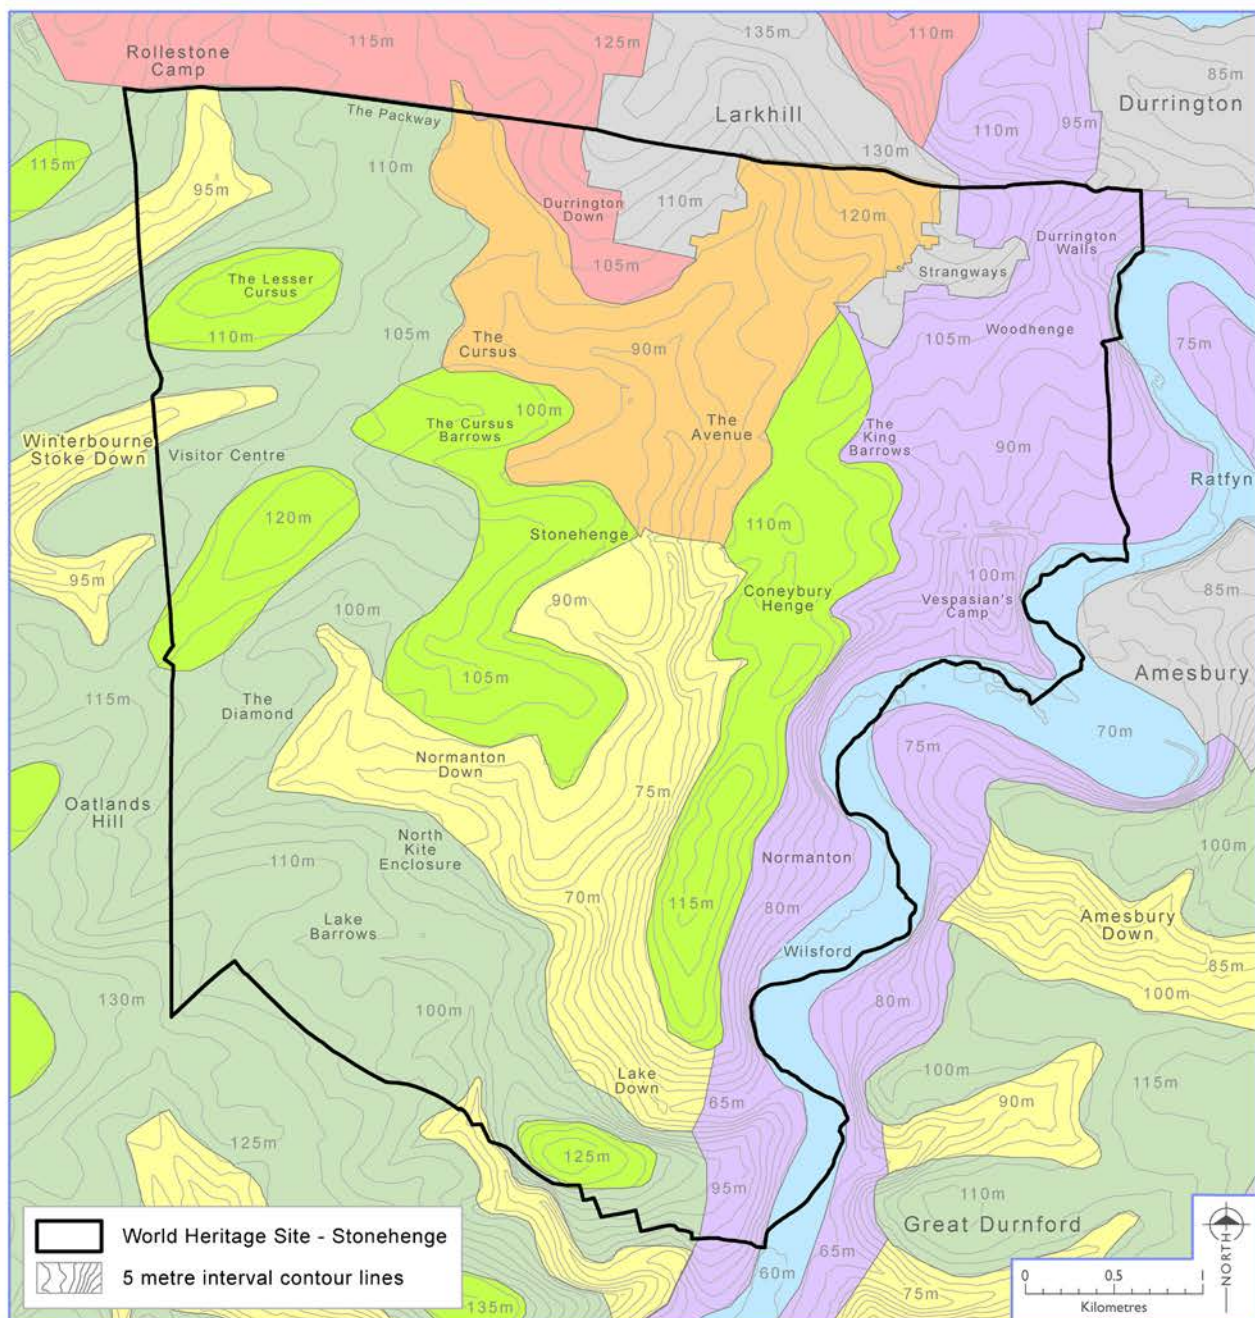 115m
125m
135m
110m
Rollestone
Camp
85m
Durrington
The Packway
Larkhill
110m
95m
115m
95m
110m
130m
110m
Durrington
Down
120m
Durrington
Walls
105m
Strangways
The Lesser
Cursus
110m
105m
The
Cursus
90m
105m
Woodhenge
75m
100m
The Cursus
Barrows
The
Avenue
The
King
Barrows
90m
Winterbourne
Stoke Down
Visitor Centre
Ratfyn
120m
Stonehenge
110m
95m
100m
90m
Coneybury
Henge
100m
Vespasian's
Camp
85m
115m
The
Diamond
105m
Amesbury
70m
Normanton
Down
75m
75m
Oatlands
Hill
North
Kite
Enclosure
110m
Normanton
100m
70m
115m
80m
Lake
Barrows
Amesbury
Down
Wilsford
85m
130m
100m
80m
100m
Lake
Down
65m
100m
90m
115m
125m
125m
95m
110m
Great Durnford
65m
60m
75m
135m
World Heritage Site - Stonehenge
5 metre interval contour lines
0 0.5 1
Kilometres
NORTH